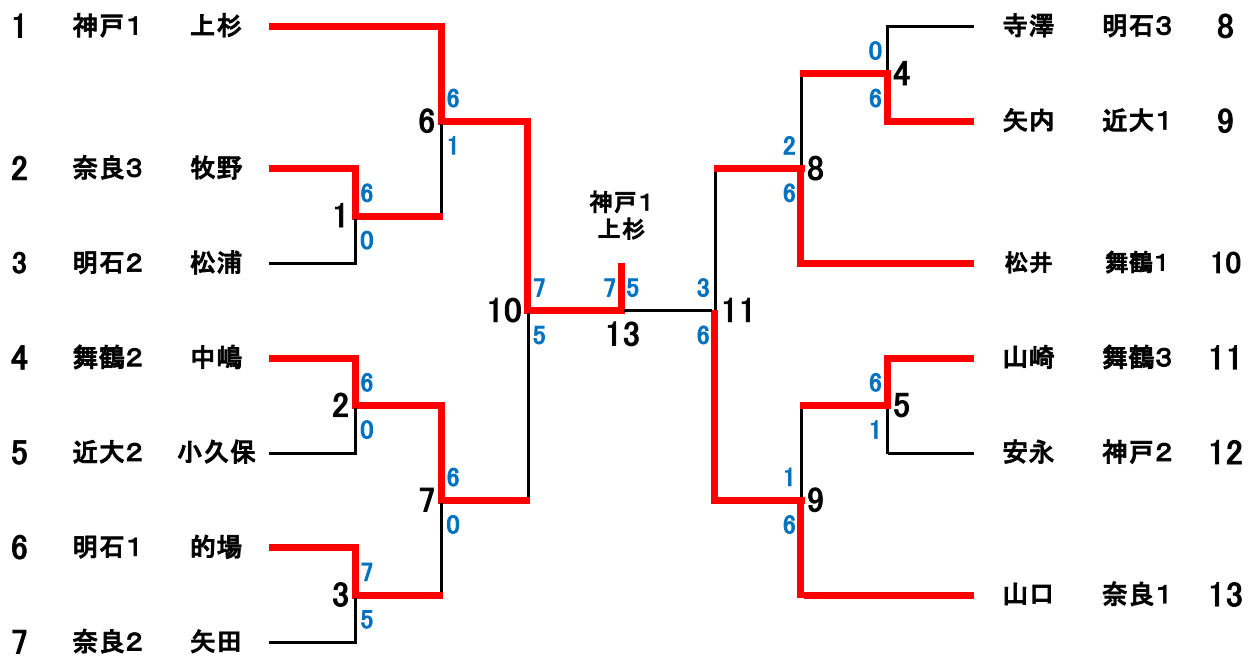 1 神戸1 上杉
2 奈良3 牧野
3 明石2 松浦
4 舞鶴2 中嶋
5 近大2 小久保
6 明石1 的場
7 奈良2 矢田
6
6
1
1
6
0
2
6
0
7
6
0
3
7
5
10
7
5
神戸1
上杉
7 5
13
3
11
6
2
8
6
0
4
6
6
5
1
1
9
6
寺澤 明石3 8
矢内 近大1 9
松井 舞鶴1 10
山崎 舞鶴3 11
安永 神戸2 12
山口 奈良1 13